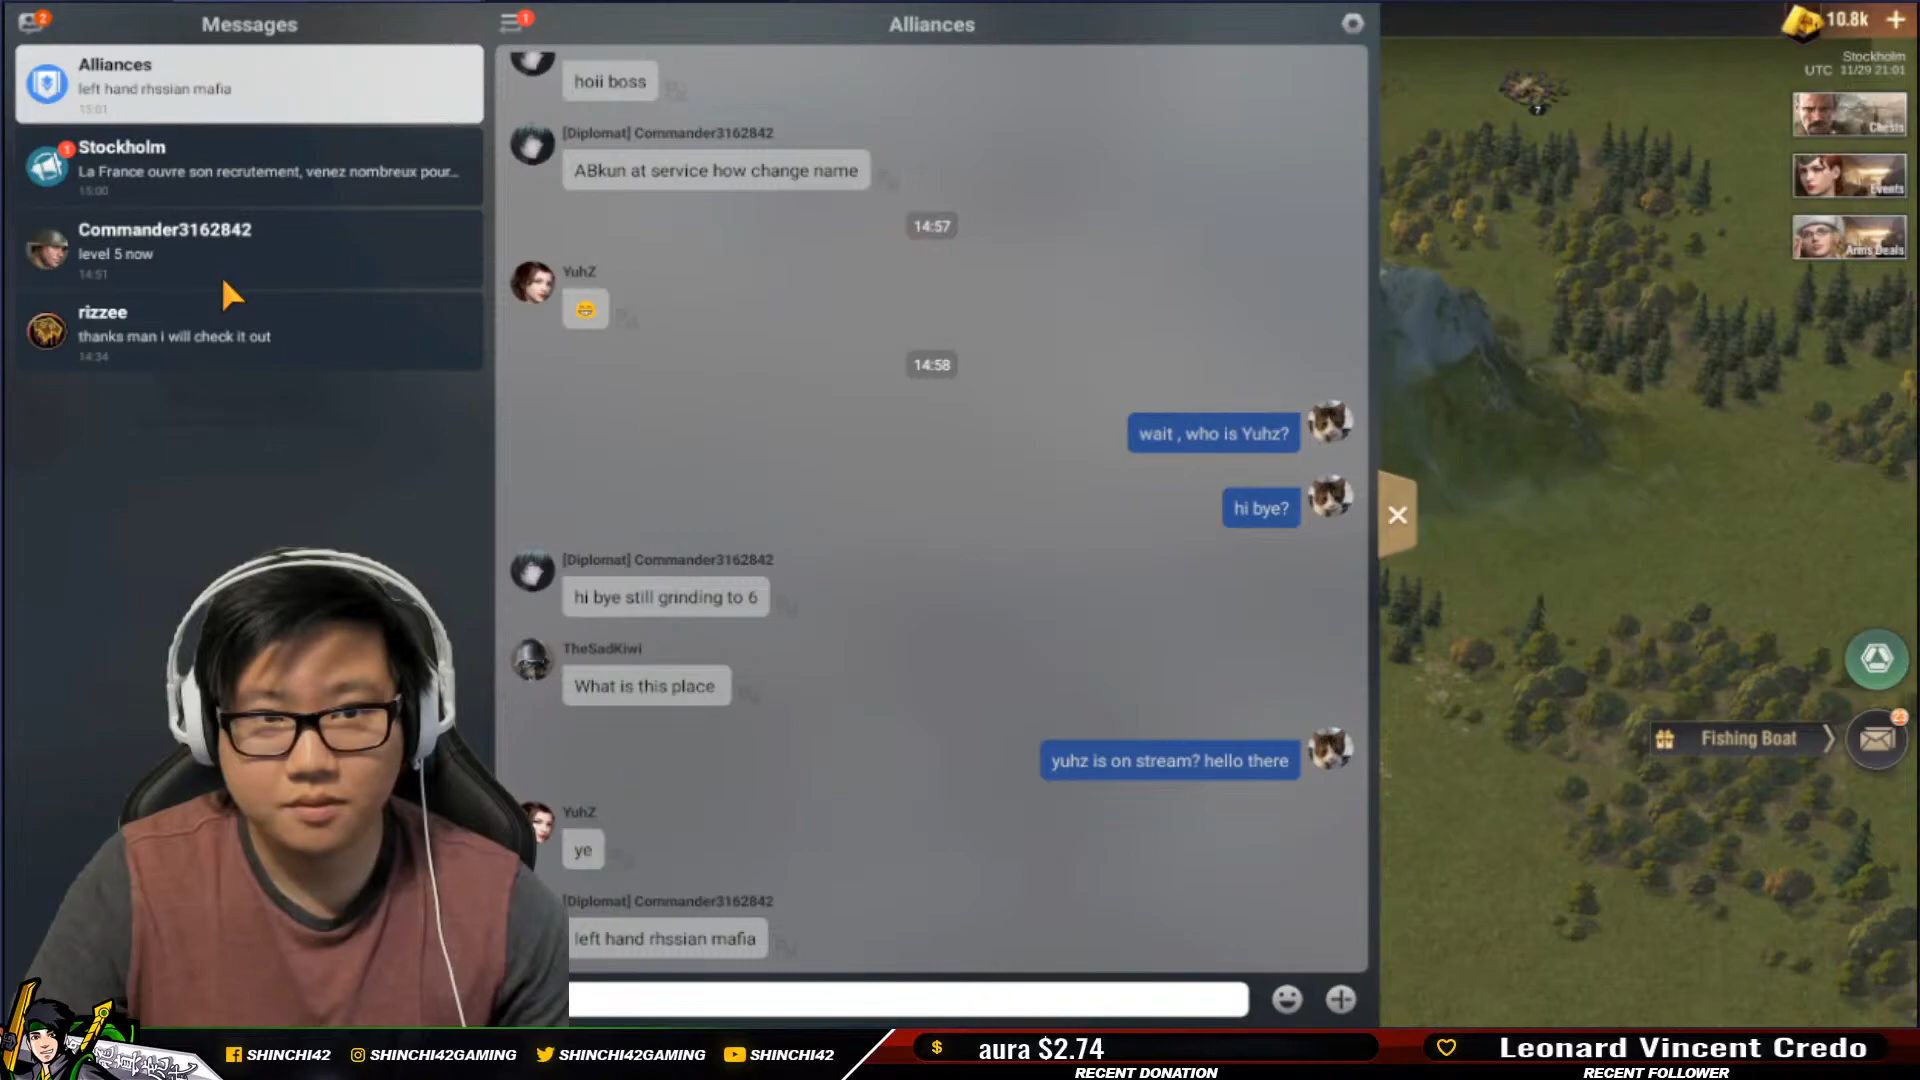 2
Messages
Alliances
left hand rhssian mafia
15:01
1
Stockholm
La France ouvre son recrutement, venez nombreux pour...
15:00
Commander3162842
level 5 now
14:51
rizzee
thanks man i will check it out
14:34
1
Alliances
hoii boss
[Diplomat] Commander3162842
ABkun at service how change name
14:57
YuhZ
14:58
wait , who is Yuhz?
hi bye?
[Diplomat] Commander3162842
hi bye still grinding to 6
TheSadKiwi
What is this place
yuhz is on stream? hello there
YuhZ
ye
[Diplomat] Commander3162842
left hand rhssian mafia
10.8k
Stockholm
UTC 11/29 21:01
7
Chests
Events
Arms Deals
Fishing Boat
23
SHINCHI42
SHINCHI42GAMING
SHINCHI42GAMING
SHINCHI42
$
aura $2.74
RECENT DONATION
Leonard Vincent Credo
RECENT FOLLOWER